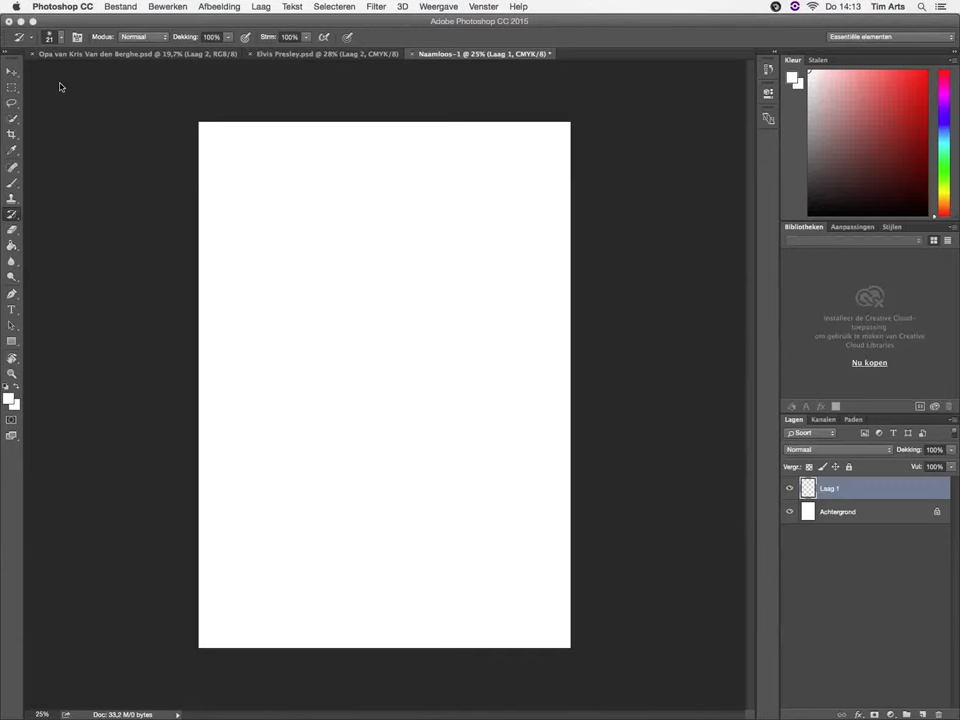 Photoshop CC Bestand Bewerken Afbeelding Laag Tekst Selecteren Filter 3D Weergave Venster Help Do 14:13 Tim Arts
Adobe Photoshop CC 2015
21 Modus: Normaal Dekking: 100% Strm: 100% Essentiële elementen
× Opa van Kris Van den Berghe.psd @ 19,7% (Laag 2, RGB/8) × Elvis Presley.psd @ 28% (Laag 2, CMYK/8) × Naamloos-1 @ 25% (Laag 1, CMYK/8) *
Kleur Stalen
Bibliotheken Aanpassingen Stijlen
Installeer de Creative Cloud-
toepassing
om gebruik te maken van Creative
Cloud Libraries
Nu kopen
Lagen Kanalen Paden
Soort
Normaal Dekking: 100%
Vergr.: Vul: 100%
Laag 1
Achtergrond
25% Doc: 33,2 M/0 bytes